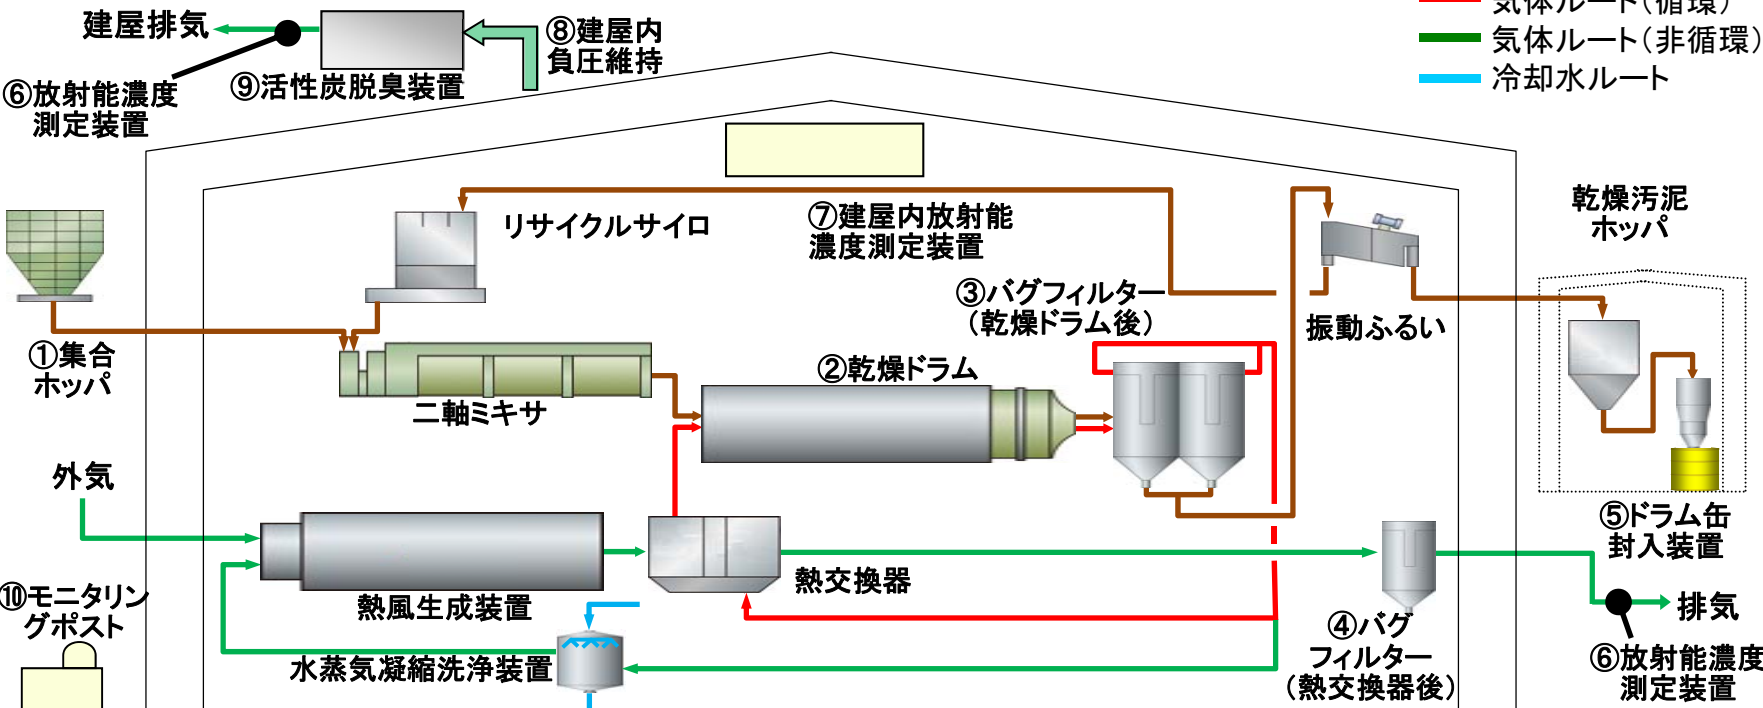 建屋排気
⑧建屋内
負圧維持
⑥放射能濃度
測定装置
⑨活性炭脱臭装置
気体ルート（循環）
気体ルート（非循環）
冷却水ルート
リサイクルサイロ
⑦建屋内放射能
濃度測定装置
乾燥汚泥
ホッパ
③バグフィルター
（乾燥ドラム後）
振動ふるい
①集合
ホッパ
二軸ミキサ
②乾燥ドラム
外気
⑤ドラム缶
封入装置
熱風生成装置
熱交換器
⑩モニタリン
グポスト
水蒸気凝縮洗浄装置
④バグ
フィルター
（熱交換器後）
排気
⑥放射能濃度
測定装置